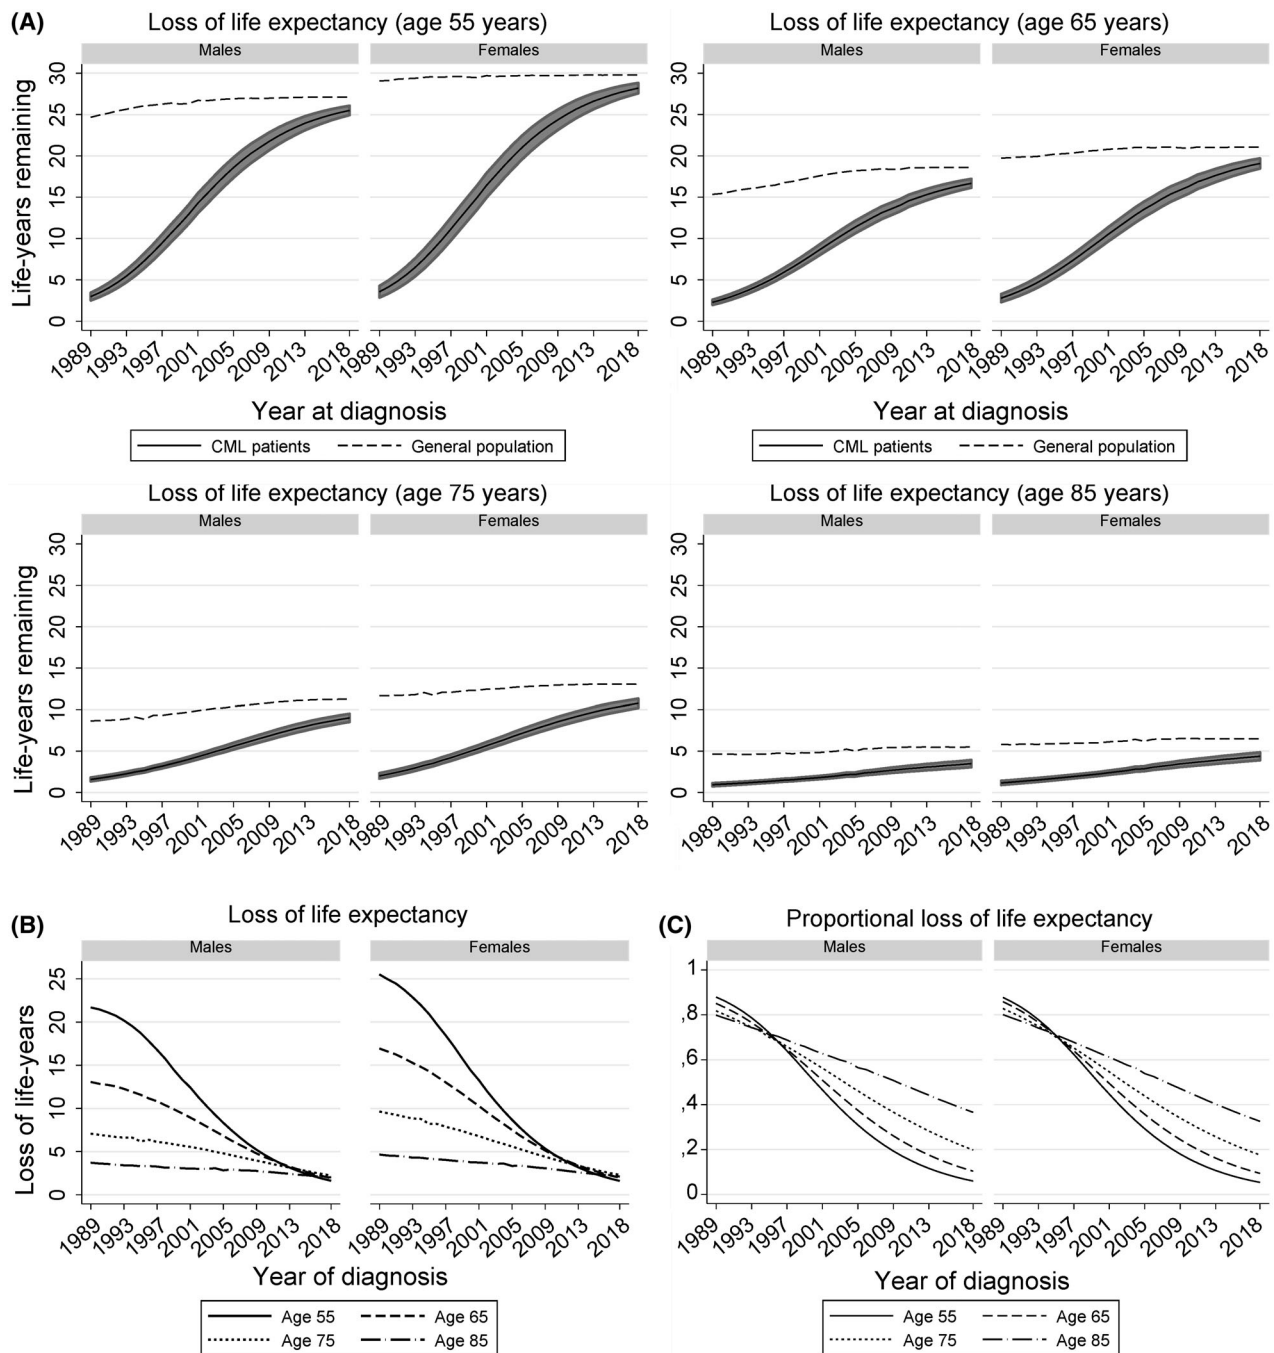 (A)
Loss of life expectancy (age 55 years)
Males
Females
Life-years remaining
30
25
20
15
10
5
0
1989 1993 1997 2001 2005 2009 2013 2018
1989 1993 1997 2001 2005 2009 2013 2018
Year at diagnosis
CML patients General population
Loss of life expectancy (age 65 years)
Males
Females
30
25
20
15
10
5
0
1989 1993 1997 2001 2005 2009 2013 2018
1989 1993 1997 2001 2005 2009 2013 2018
Year at diagnosis
CML patients General population
Loss of life expectancy (age 75 years)
Males
Females
Life-years remaining
30
25
20
15
10
5
0
1989 1993 1997 2001 2005 2009 2013 2018
1989 1993 1997 2001 2005 2009 2013 2018
Loss of life expectancy (age 85 years)
Males
Females
30
25
20
15
10
5
0
1989 1993 1997 2001 2005 2009 2013 2018
1989 1993 1997 2001 2005 2009 2013 2018
(B)
Loss of life expectancy
Males
Females
Loss of life-years
25
20
15
10
5
0
1989 1993 1997 2001 2005 2009 2013 2018
1989 1993 1997 2001 2005 2009 2013 2018
Year of diagnosis
Age 55 Age 65
Age 75 Age 85
(C)
Proportional loss of life expectancy
Males
Females
1
,8
,6
,4
,2
0
1989 1993 1997 2001 2005 2009 2013 2018
1989 1993 1997 2001 2005 2009 2013 2018
Year of diagnosis
Age 55 Age 65
Age 75 Age 85